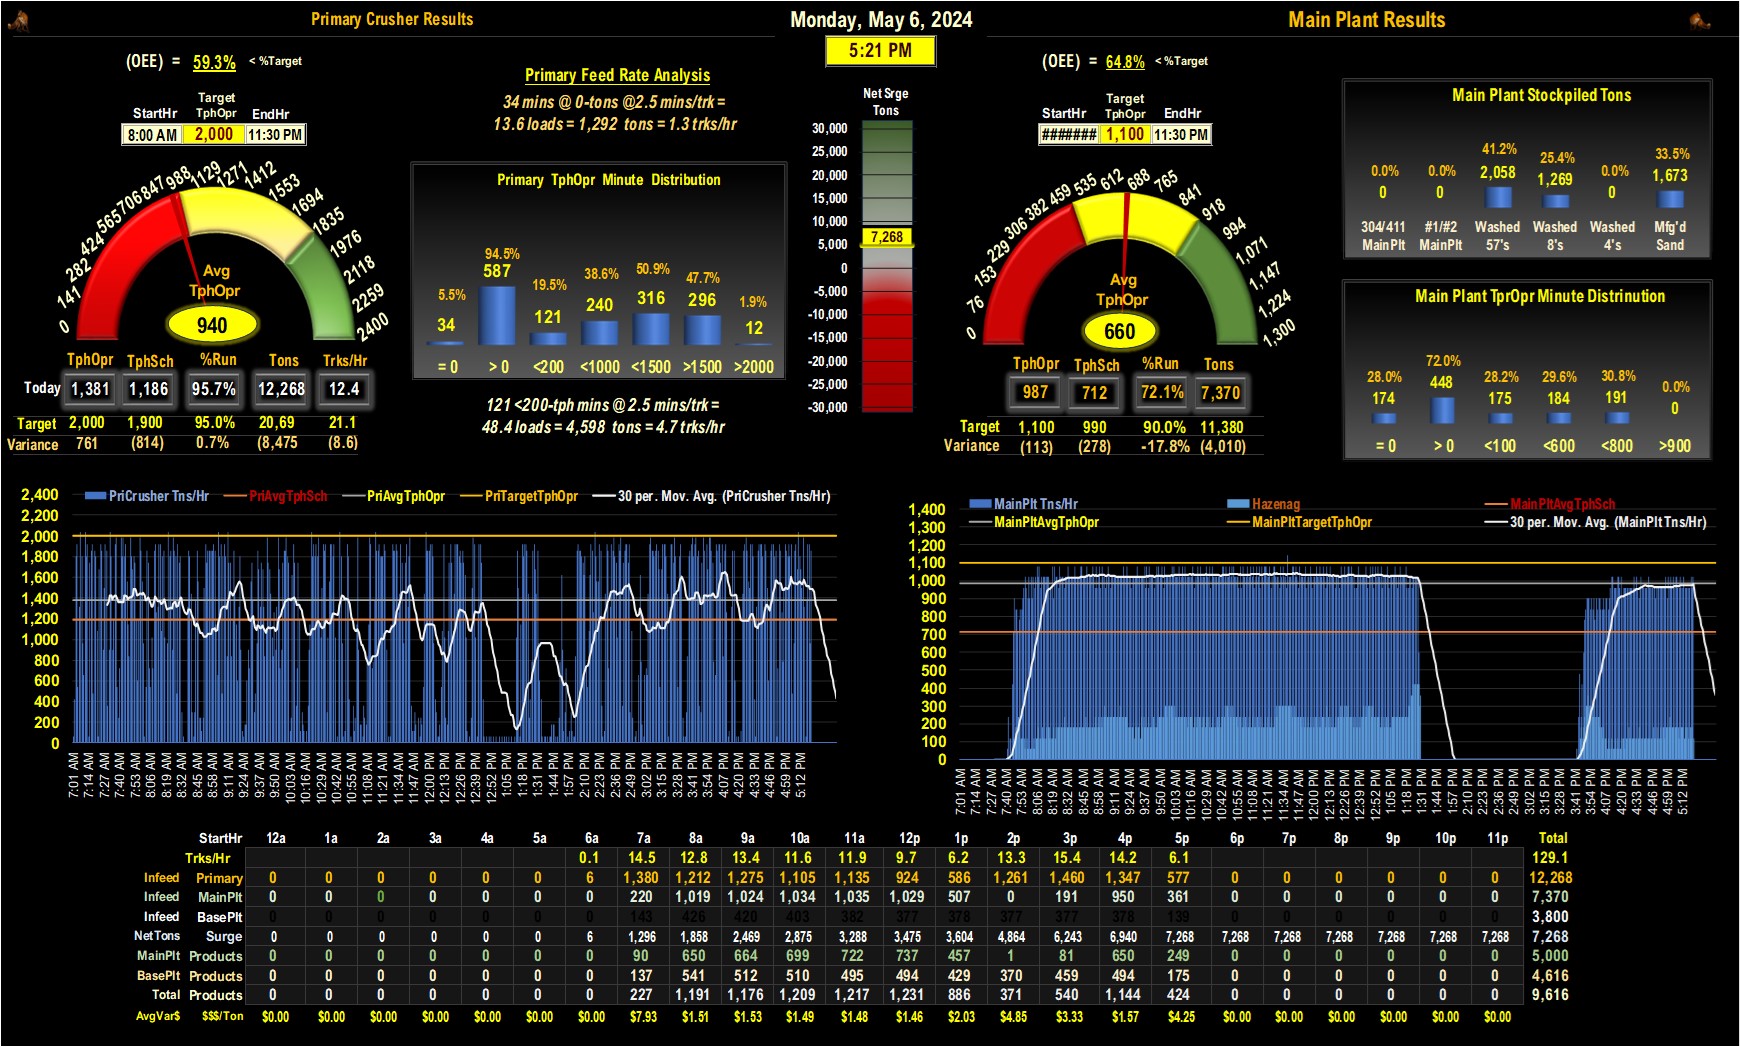 Primary Crusher Results
Monday, May 6, 2024
Main Plant Results
5:21 PM
(OEE) = 59.3% < %Target
StartHr Target TphOpr EndHr
8:00 AM 2,000 11:30 PM
0 141 282 424 565 706 847 988 1129 1271 1412 1553 1694 1835 1976 2118 2259 2400
Avg
TphOpr
940
TphOpr TphSch %Run Tons Trks/Hr
Today 1,381 1,186 95.7% 12,268 12.4
Target 2,000 1,900 95.0% 20,69 21.1
Variance 761 (814) 0.7% (8,475 (8.6)
Primary Feed Rate Analysis
34 mins @ 0-tons @2.5 mins/trk =
13.6 loads = 1,292 tons = 1.3 trks/hr
Primary TphOpr Minute Distribution
5.5% 94.5% 19.5% 38.6% 50.9% 47.7% 1.9%
34 587 121 240 316 296 12
= 0 > 0 <200 <1000 <1500 >1500 >2000
121 <200-tph mins @ 2.5 mins/trk =
48.4 loads = 4,598 tons = 4.7 trks/hr
Net Srge
Tons
30,000
25,000
20,000
15,000
10,000
7,268
5,000
0
-5,000
-10,000
-15,000
-20,000
-25,000
-30,000
(OEE) = 64.8% < %Target
StartHr Target TphOpr EndHr
####### 1,100 11:30 PM
0 76 153 229 306 382 459 535 612 688 765 841 918 994 1,071 1,147 1,224 1,300
Avg
TphOpr
660
TphOpr TphSch %Run Tons
987 712 72.1% 7,370
Target 1,100 990 90.0% 11,380
Variance (113) (278) -17.8% (4,010)
Main Plant Stockpiled Tons
0.0% 0.0% 41.2% 25.4% 0.0% 33.5%
0 0 2,058 1,269 0 1,673
304/411 #1/#2 Washed Washed Washed Mfg'd
MainPlt MainPlt 57's 8's 4's Sand
Main Plant TprOpr Minute Distrinution
28.0% 72.0% 28.2% 29.6% 30.8% 0.0%
174 448 175 184 191 0
= 0 > 0 <100 <600 <800 >900
PriCrusher Tns/Hr PriAvgTphSch PriAvgTphOpr PriTargetTphOpr 30 per. Mov. Avg. (PriCrusher Tns/Hr)
2,400
2,200
2,000
1,800
1,600
1,400
1,200
1,000
800
600
400
200
0
7:01 AM 7:14 AM 7:27 AM 7:40 AM 7:53 AM 8:06 AM 8:19 AM 8:32 AM 8:45 AM 8:58 AM 9:11 AM 9:24 AM 9:37 AM 9:50 AM 10:03 AM 10:16 AM 10:29 AM 10:42 AM 10:55 AM 11:08 AM 11:21 AM 11:34 AM 11:47 AM 12:00 PM 12:13 PM 12:26 PM 12:39 PM 12:52 PM 1:05 PM 1:18 PM 1:31 PM 1:44 PM 1:57 PM 2:10 PM 2:23 PM 2:36 PM 2:49 PM 3:02 PM 3:15 PM 3:28 PM 3:41 PM 3:54 PM 4:07 PM 4:20 PM 4:33 PM 4:46 PM 4:59 PM 5:12 PM
MainPlt Tns/Hr Hazenag MainPltAvgTphSch
MainPltAvgTphOpr MainPltTargetTphOpr 30 per. Mov. Avg. (MainPlt Tns/Hr)
1,400
1,300
1,200
1,100
1,000
900
800
700
600
500
400
300
200
100
0
7:01 AM 7:14 AM 7:27 AM 7:40 AM 7:53 AM 8:06 AM 8:19 AM 8:32 AM 8:45 AM 8:58 AM 9:11 AM 9:24 AM 9:37 AM 9:50 AM 10:03 AM 10:16 AM 10:29 AM 10:42 AM 10:55 AM 11:08 AM 11:21 AM 11:34 AM 11:47 AM 12:00 PM 12:13 PM 12:26 PM 12:39 PM 12:52 PM 1:05 PM 1:18 PM 1:31 PM 1:44 PM 1:57 PM 2:10 PM 2:23 PM 2:36 PM 2:49 PM 3:02 PM 3:15 PM 3:28 PM 3:41 PM 3:54 PM 4:07 PM 4:20 PM 4:33 PM 4:46 PM 4:59 PM 5:12 PM
StartHr 12a 1a 2a 3a 4a 5a 6a 7a 8a 9a 10a 11a 12p 1p 2p 3p 4p 5p 6p 7p 8p 9p 10p 11p Total
Trks/Hr 0.1 14.5 12.8 13.4 11.6 11.9 9.7 6.2 13.3 15.4 14.2 6.1 129.1
Infeed Primary 0 0 0 0 0 0 6 1,380 1,212 1,275 1,105 1,135 924 586 1,261 1,460 1,347 577 0 0 0 0 0 0 12,268
Infeed MainPlt 0 0 0 0 0 0 0 220 1,019 1,024 1,034 1,035 1,029 507 0 191 950 361 0 0 0 0 0 0 7,370
Infeed BasePlt 0 0 0 0 0 0 0 143 426 420 403 382 377 378 377 377 378 139 0 0 0 0 0 0 3,800
NetTons Surge 0 0 0 0 0 0 6 1,296 1,858 2,469 2,875 3,288 3,475 3,604 4,864 6,243 6,940 7,268 7,268 7,268 7,268 7,268 7,268 7,268 7,268
MainPlt Products 0 0 0 0 0 0 0 90 650 664 699 722 737 457 1 81 650 249 0 0 0 0 0 0 5,000
BasePlt Products 0 0 0 0 0 0 0 137 541 512 510 495 494 429 370 459 494 175 0 0 0 0 0 0 4,616
Total Products 0 0 0 0 0 0 0 227 1,191 1,176 1,209 1,217 1,231 886 371 540 1,144 424 0 0 0 0 0 0 9,616
AvgVar$ $$$/Ton $0.00 $0.00 $0.00 $0.00 $0.00 $0.00 $0.00 $7.93 $1.51 $1.53 $1.49 $1.48 $1.46 $2.03 $4.85 $3.33 $1.57 $4.25 $0.00 $0.00 $0.00 $0.00 $0.00 $0.00